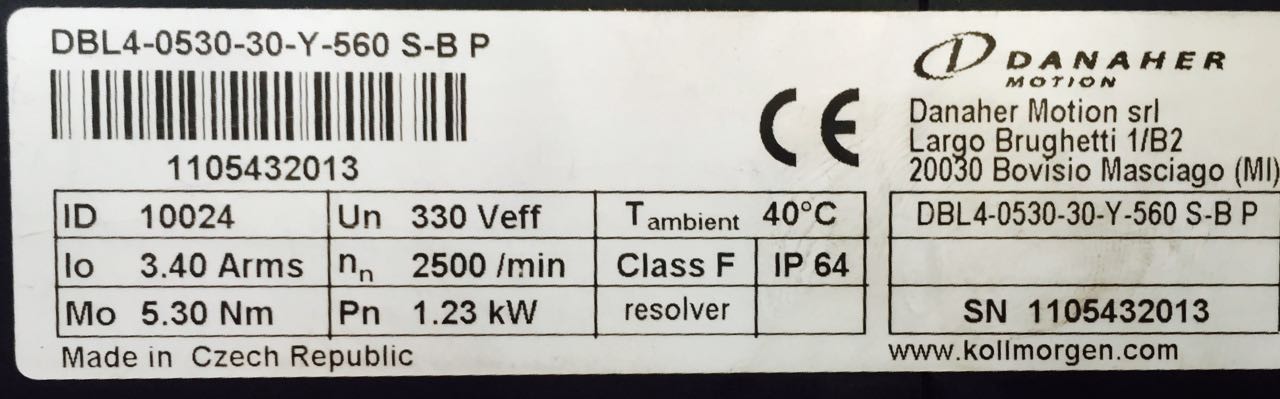 DBL4-0530-30-Y-560 S-B P
1105432013
CE
DANAHER
MOTION
Danaher Motion srl
Largo Brughetti 1/B2
20030 Bovisio Masciago (MI)
ID 10024 Un 330 Veff Tambient 40°C
Io 3.40 Arms nn 2500 /min Class F IP 64
Mo 5.30 Nm Pn 1.23 kW resolver
Made in Czech Republic
DBL4-0530-30-Y-560 S-B P
SN 1105432013
www.kollmorgen.com